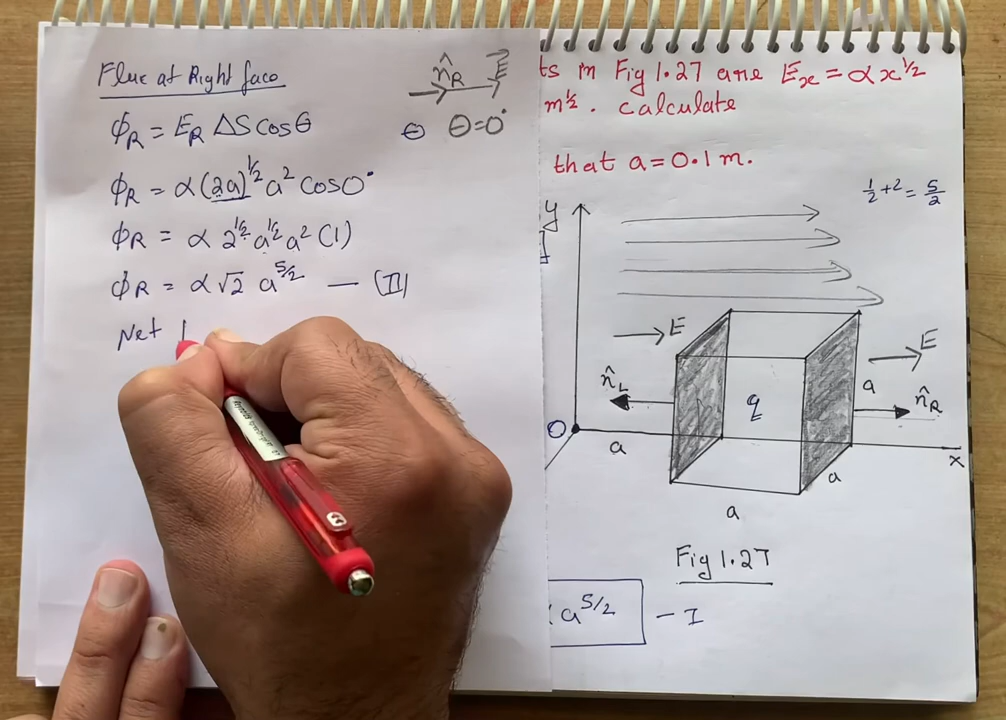 Flux at Right face
n̂R E⃗
ϕR = ER ΔS cosθ
θ θ=0°
ϕR = α(2a)^1/2 a² cos0°
ϕR = α 2^1/2 a^1/2 a² (1)
ϕR = α √2 a^5/2 — (II)
Net
ts in Fig 1.27 are Ex = αx^1/2
m^1/2. calculate
that a = 0.1 m.
1/2 + 2 = 5/2
y
E
E
n̂L
q
a
n̂R
O
a
a
x
a
Fig 1.27
a^5/2 — I